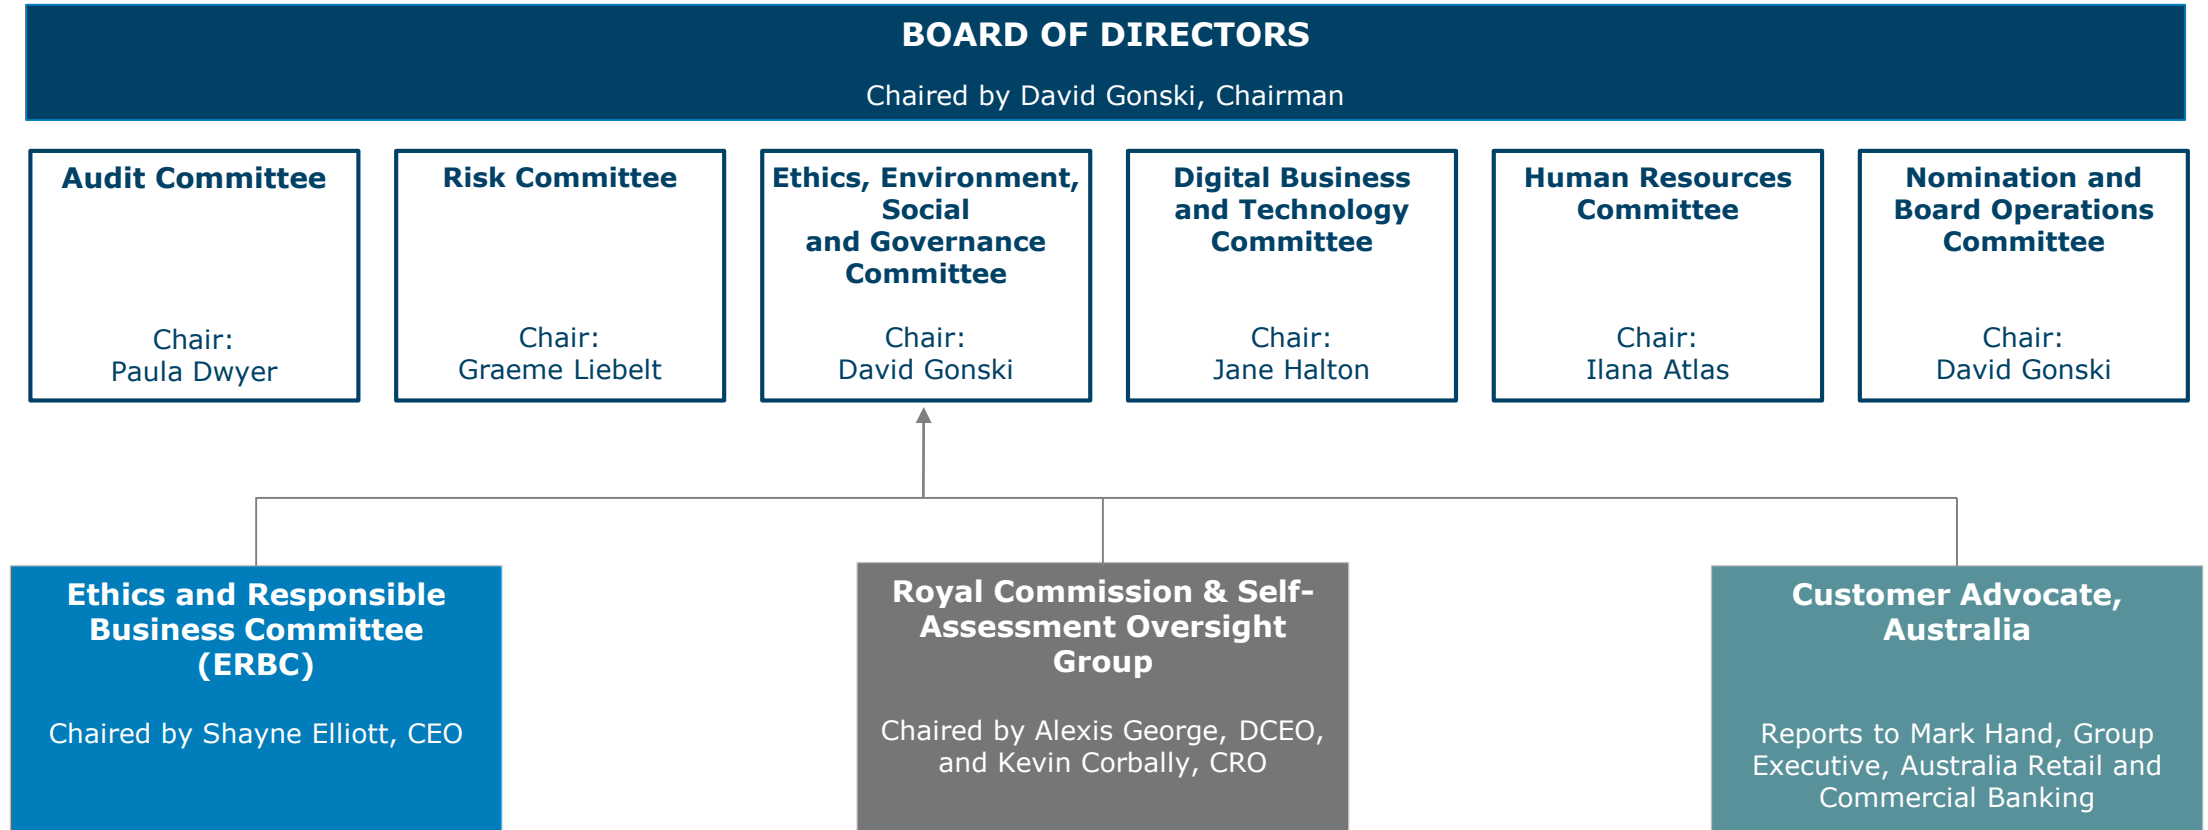 BOARD OF DIRECTORS
Chaired by David Gonski, Chairman
Audit Committee
Chair:
Paula Dwyer
Risk Committee
Chair:
Graeme Liebelt
Ethics, Environment,
Social
and Governance
Committee
Chair:
David Gonski
Digital Business
and Technology
Committee
Chair:
Jane Halton
Human Resources
Committee
Chair:
Ilana Atlas
Nomination and
Board Operations
Committee
Chair:
David Gonski
Ethics and Responsible
Business Committee
(ERBC)
Chaired by Shayne Elliott, CEO
Royal Commission & Self-
Assessment Oversight
Group
Chaired by Alexis George, DCEO,
and Kevin Corbally, CRO
Customer Advocate,
Australia
Reports to Mark Hand, Group
Executive, Australia Retail and
Commercial Banking